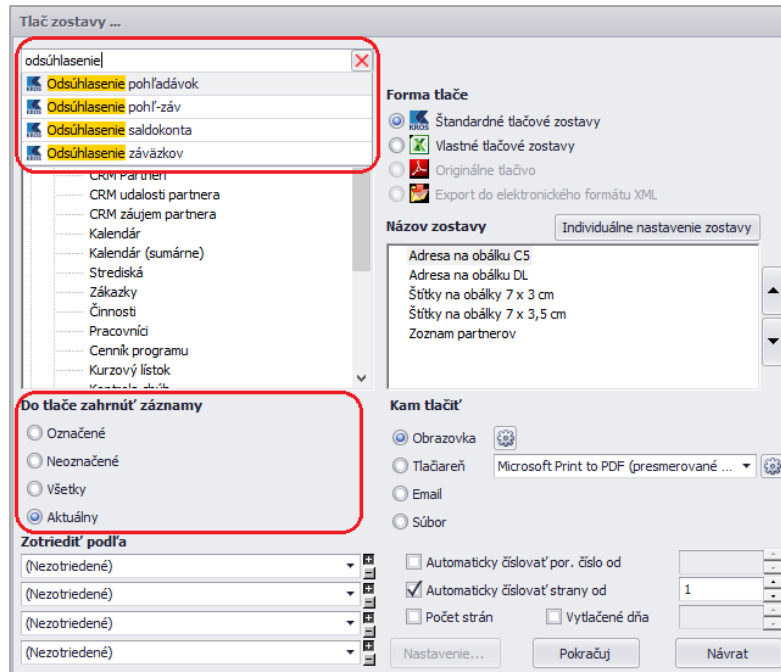 Tlač zostavy ...
odsúhlasenie
Odsúhlasenie pohľadávok
Odsúhlasenie pohľ-záv
Odsúhlasenie saldokonta
Odsúhlasenie záväzkov
CRM Partneri
CRM udalosti partnera
CRM záujem partnera
Kalendár
Kalendár (sumárne)
Strediská
Zákazky
Činnosti
Pracovníci
Cenník programu
Kurzový lístok
Forma tlače
KROS Štandardné tlačové zostavy
Vlastné tlačové zostavy
Originálne tlačivo
Export do elektronického formátu XML
Názov zostavy
Individuálne nastavenie zostavy
Adresa na obálku C5
Adresa na obálku DL
Štítky na obálky 7 x 3 cm
Štítky na obálky 7 x 3,5 cm
Zoznam partnerov
Do tlače zahrnúť záznamy
Označené
Neoznačené
Všetky
Aktuálny
Zotriediť podľa
(Nezotriedené)
(Nezotriedené)
(Nezotriedené)
(Nezotriedené)
Kam tlačiť
Obrazovka
Tlačiareň Microsoft Print to PDF (presmerované ...
Email
Súbor
Automaticky číslovať por. číslo od
Automaticky číslovať strany od 1
Počet strán Vytlačené dňa
Nastavenie... Pokračuj Návrat